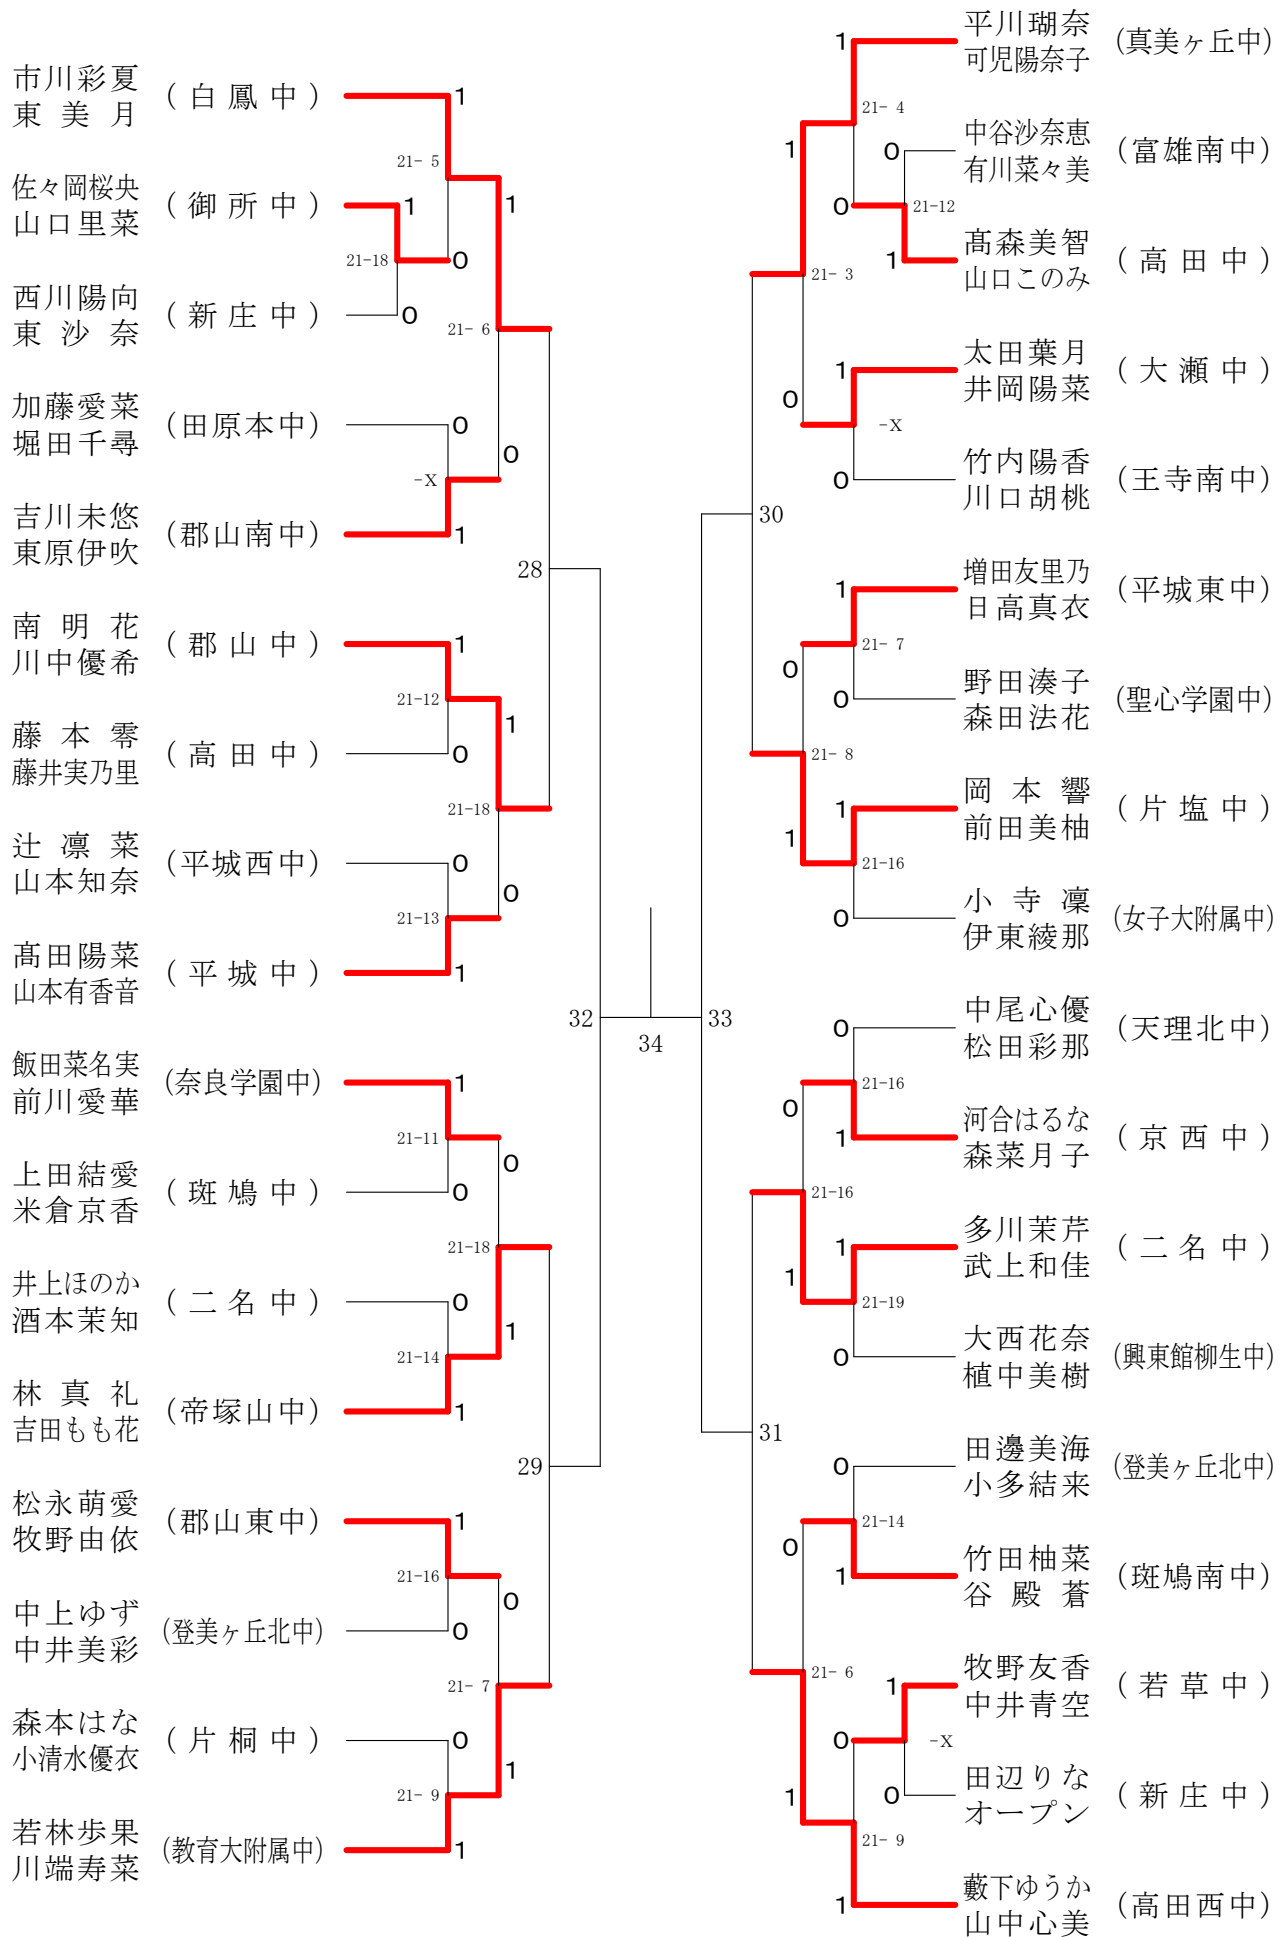 市川彩夏
東美月
(白鳳中)
1
21-5
佐々岡桜央
山口里菜
(御所中)
1
1
21-18
0
西川陽向
東沙奈
(新庄中)
0
21-6
加藤愛菜
堀田千尋
(田原本中)
0
0
-X
吉川未悠
東原伊吹
(郡山南中)
1
28
南明花
川中優希
(郡山中)
1
21-12
1
藤本零
藤井実乃里
(高田中)
0
21-18
辻凛菜
山本知奈
(平城西中)
0
0
21-13
髙田陽菜
山本有香音
(平城中)
1
32
34
33
飯田菜名実
前川愛華
(奈良学園中)
1
21-11
0
上田結愛
米倉京香
(斑鳩中)
0
21-18
井上ほのか
酒本茉知
(二名中)
0
1
21-14
林真礼
吉田もも花
(帝塚山中)
1
29
松永萌愛
牧野由依
(郡山東中)
1
21-16
0
中上ゆず
中井美彩
(登美ヶ丘北中)
0
21-7
森本はな
小清水優衣
(片桐中)
0
1
21-9
若林歩果
川端寿菜
(教育大附属中)
1
1
平川瑚奈
可児陽奈子
(真美ヶ丘中)
21-4
1
0
中谷沙奈恵
有川菜々美
(富雄南中)
0
21-12
1
髙森美智
山口このみ
(高田中)
21-3
1
太田葉月
井岡陽菜
(大瀬中)
0
-X
0
竹内陽香
川口胡桃
(王寺南中)
30
1
増田友里乃
日高真衣
(平城東中)
21-7
0
0
野田湊子
森田法花
(聖心学園中)
21-8
1
岡本響
前田美柚
(片塩中)
1
21-16
0
小寺凜
伊東綾那
(女子大附属中)
0
中尾心優
松田彩那
(天理北中)
21-16
0
1
河合はるな
森菜月子
(京西中)
21-16
1
多川茉芹
武上和佳
(二名中)
1
21-19
0
大西花奈
植中美樹
(興東館柳生中)
31
0
田邊美海
小多結来
(登美ヶ丘北中)
21-14
0
1
竹田柚菜
谷殿蒼
(斑鳩南中)
21-6
1
牧野友香
中井青空
(若草中)
0
-X
1
0
田辺りな
オープン
(新庄中)
21-9
1
藪下ゆうか
山中心美
(高田西中)